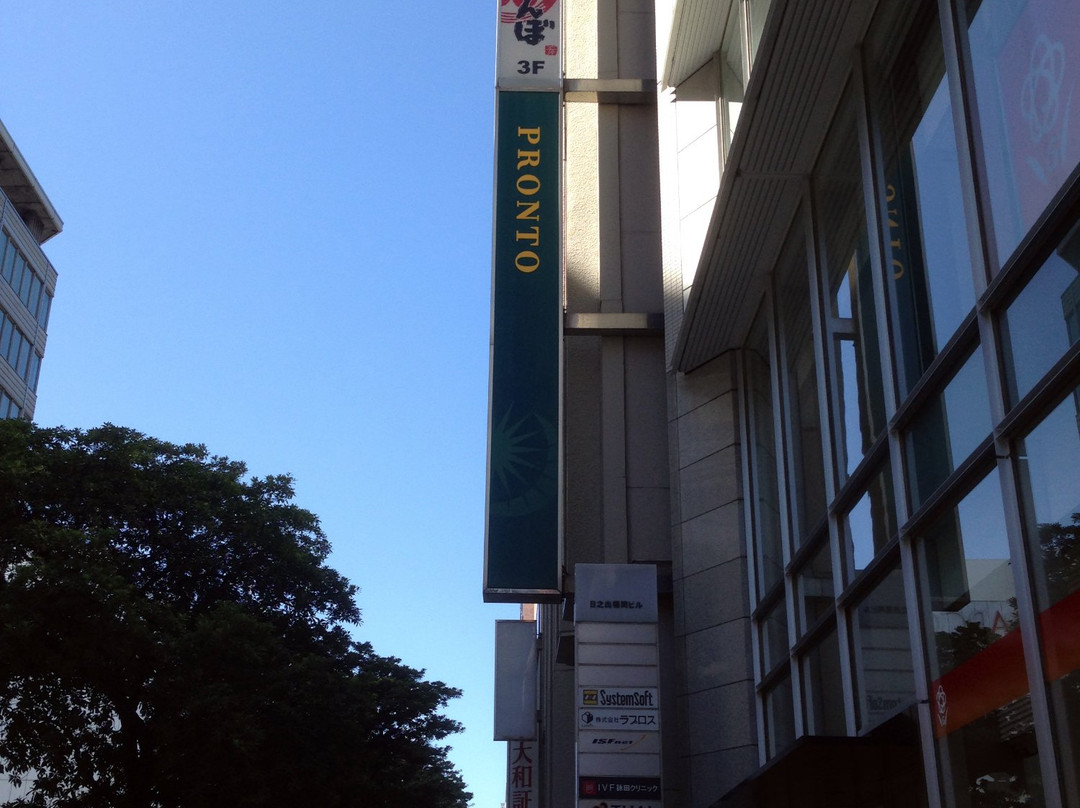 んぼ
3F
PRONTO
日之出福岡ビル
SystemSoft
株式会社ラブロス
ISFnet
IVF詠田クリニック
大和証